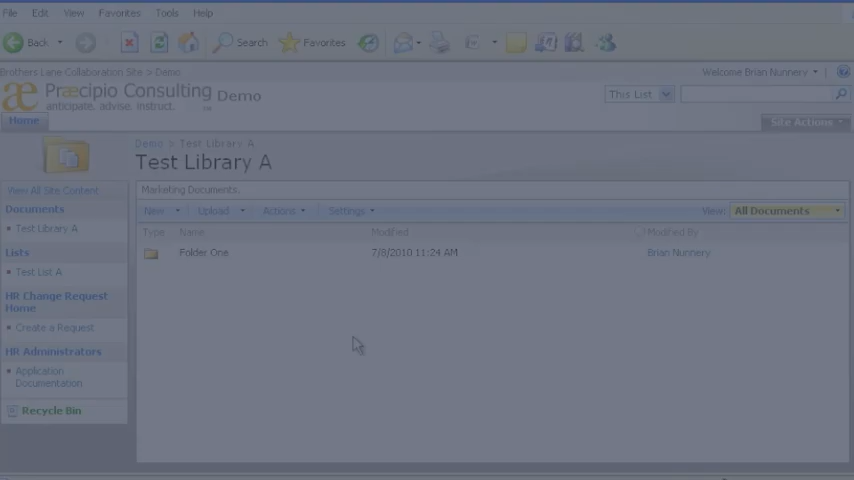 File Edit View Favorites Tools Help
Back Search Favorites
Brothers Lane Collaboration Site > Demo
Welcome Brian Nunnery
æ Præcipio Consulting Demo
anticipate. advise. instruct.
This List
Home
Site Actions
Demo > Test Library A
Test Library A
View All Site Content
Marketing Documents.
Documents
New Upload Actions Settings View: All Documents
Test Library A
Type Name Modified Modified By
Lists
Folder One 7/8/2010 11:24 AM Brian Nunnery
Test List A
HR Change Request
Home
Create a Request
HR Administrators
Application
Documentation
Recycle Bin